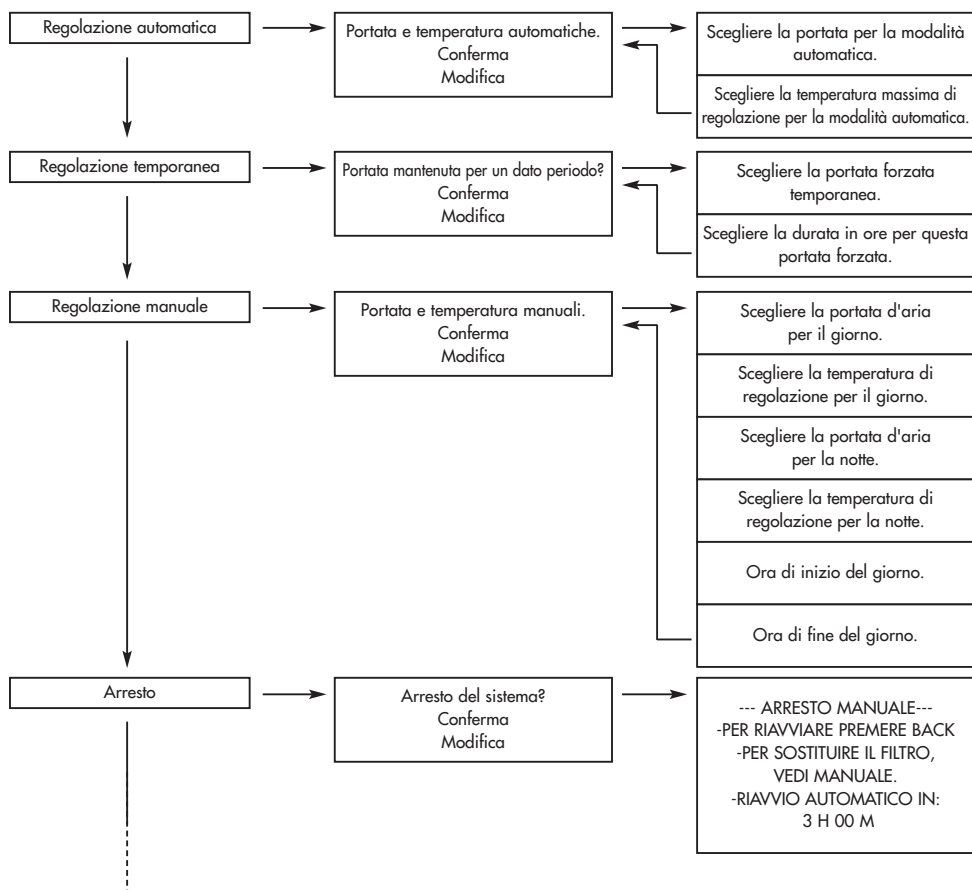 Regolazione automatica
Portata e temperatura automatiche.
Conferma
Modifica
Scegliere la portata per la modalità
automatica.
Scegliere la temperatura massima di
regolazione per la modalità automatica.
Regolazione temporanea
Portata mantenuta per un dato periodo?
Conferma
Modifica
Scegliere la portata forzata
temporanea.
Scegliere la durata in ore per questa
portata forzata.
Regolazione manuale
Portata e temperatura manuali.
Conferma
Modifica
Scegliere la portata d'aria
per il giorno.
Scegliere la temperatura di
regolazione per il giorno.
Scegliere la portata d'aria
per la notte.
Scegliere la temperatura di
regolazione per la notte.
Ora di inizio del giorno.
Ora di fine del giorno.
Arresto
Arresto del sistema?
Conferma
Modifica
--- ARRESTO MANUALE---
-PER RIAVVIARE PREMERE BACK
-PER SOSTITUIRE IL FILTRO,
VEDI MANUALE.
-RIAVVIO AUTOMATICO IN:
3 H 00 M